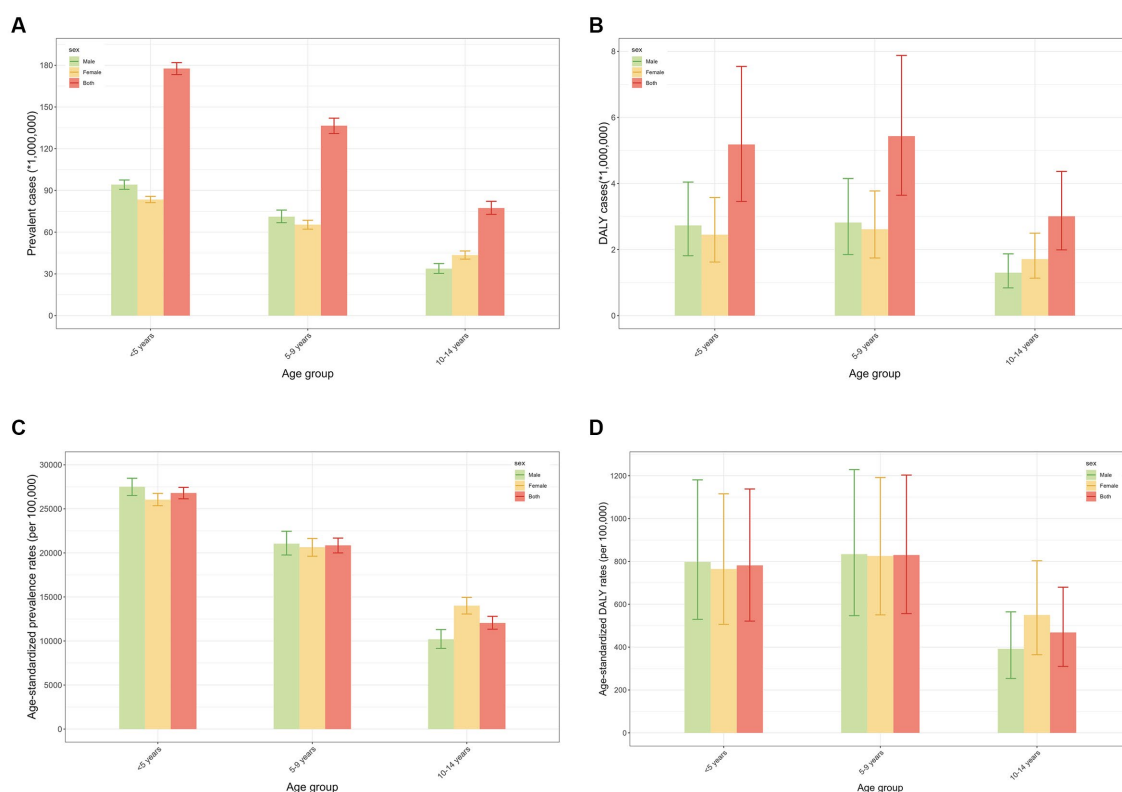 A
Prevalent cases (*1,000,000)
180
150
120
90
60
30
0
sex
Male
Female
Both
<5 years
5-9 years
10-14 years
Age group
B
DALY cases(*1,000,000)
8
6
4
2
0
sex
Male
Female
Both
<5 years
5-9 years
10-14 years
Age group
C
Age-standardized prevalence rates (per 100,000)
30000
25000
20000
15000
10000
5000
0
sex
Male
Female
Both
<5 years
5-9 years
10-14 years
Age group
D
Age-standardized DALY rates (per 100,000)
1200
1000
800
600
400
200
0
sex
Male
Female
Both
<5 years
5-9 years
10-14 years
Age group